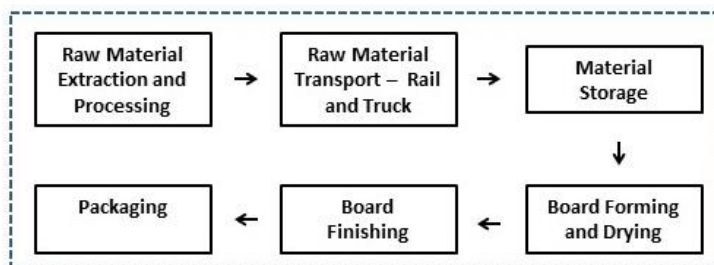 Raw Material
Extraction and
Processing
Raw Material
Transport – Rail
and Truck
Material
Storage
Packaging
Board
Finishing
Board Forming
and Drying